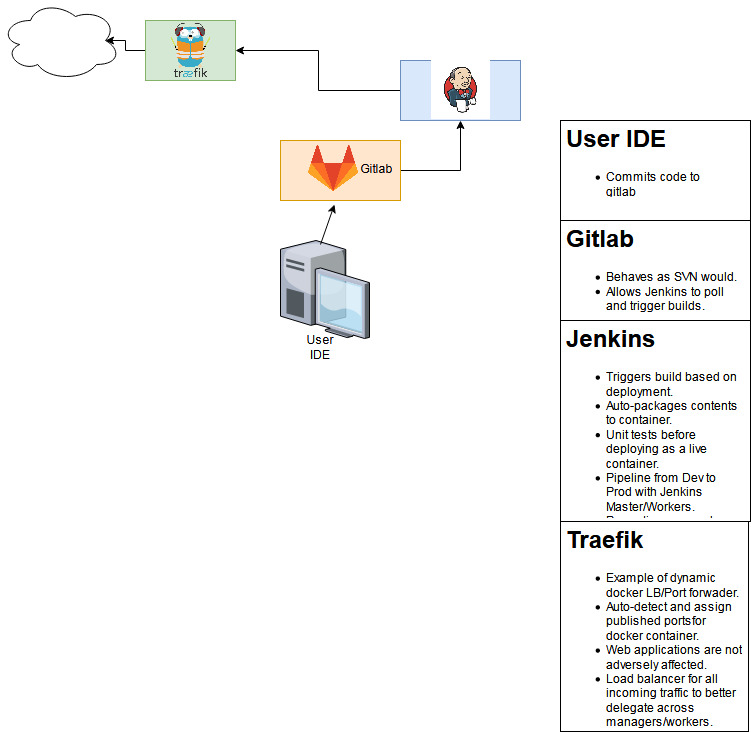 træfik
Gitlab
User
IDE
User IDE
Commits code to
gitlab
Gitlab
Behaves as SVN would.
Allows Jenkins to poll
and trigger builds.
Jenkins
Triggers build based on
deployment.
Auto-packages contents
to container.
Unit tests before
deploying as a live
container.
Pipeline from Dev to
Prod with Jenkins
Master/Workers.
Traefik
Example of dynamic
docker LB/Port forwader.
Auto-detect and assign
published portsfor
docker container.
Web applications are not
adversely affected.
Load balancer for all
incoming traffic to better
delegate across
managers/workers.